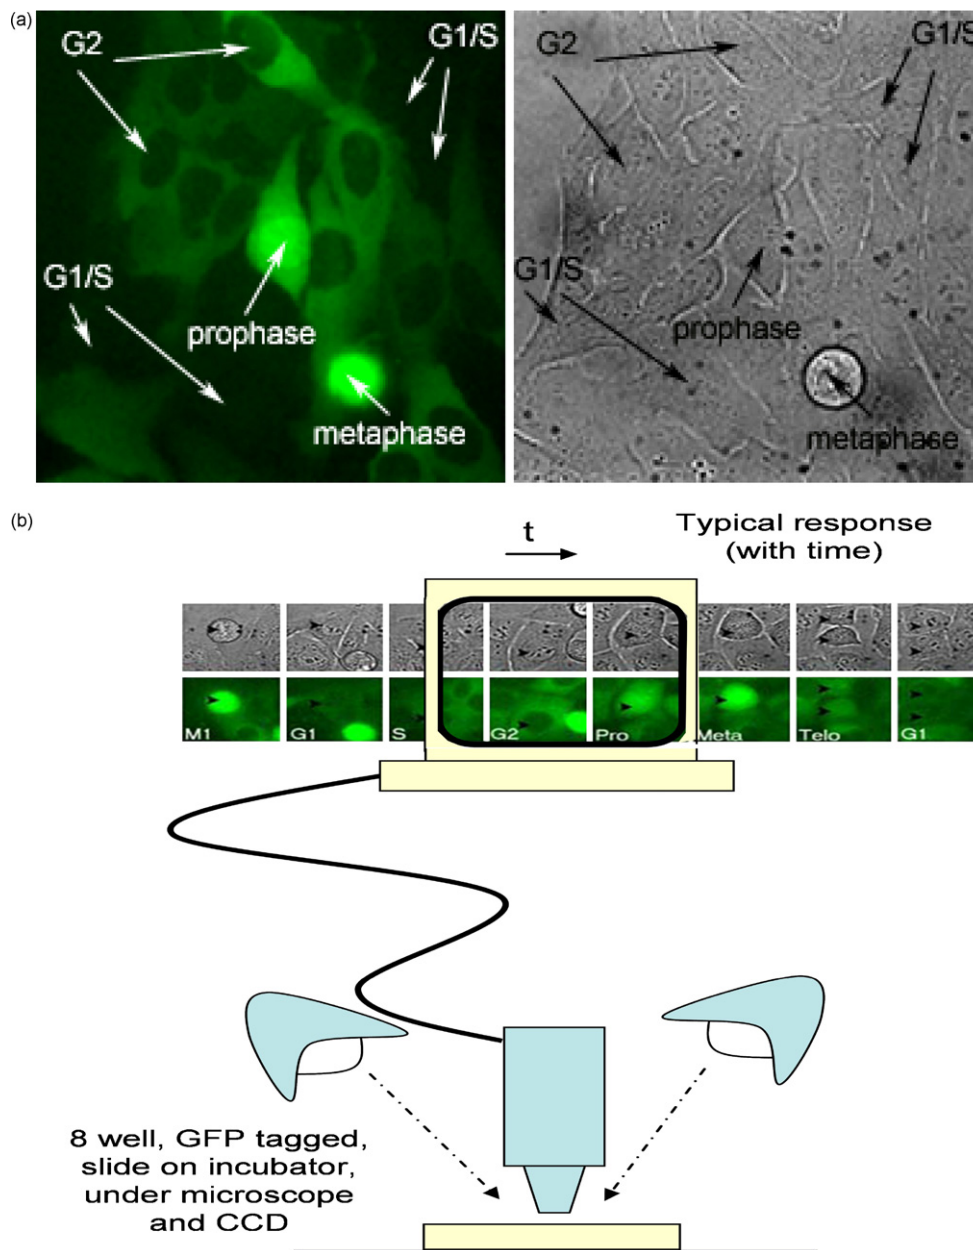 (a)
G2
G1/S
G1/S
prophase
metaphase
G2
G1/S
G1/S
prophase
metaphase
(b)
t
Typical response
(with time)
M1
G1
S
G2
Pro
Meta
Telo
G1
8 well, GFP tagged,
slide on incubator,
under microscope
and CCD